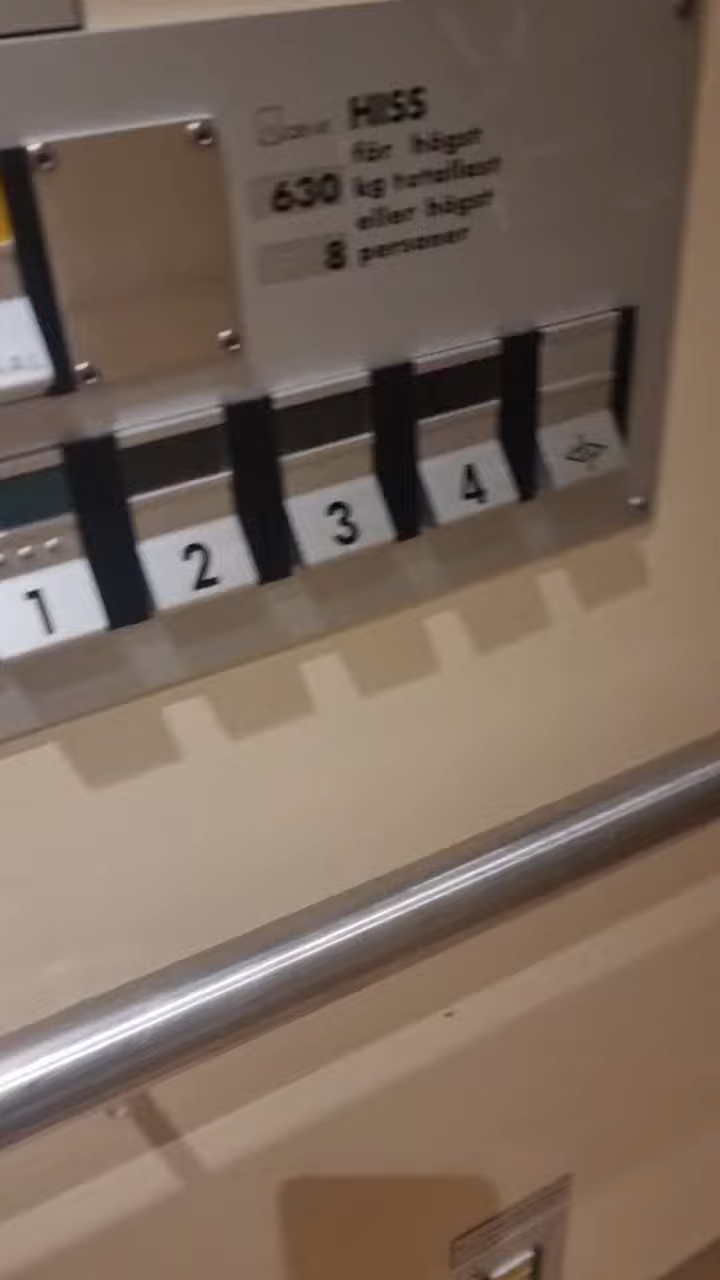 HISS
för högst
630 kg totallast
eller högst
8 personer
1 2 3 4